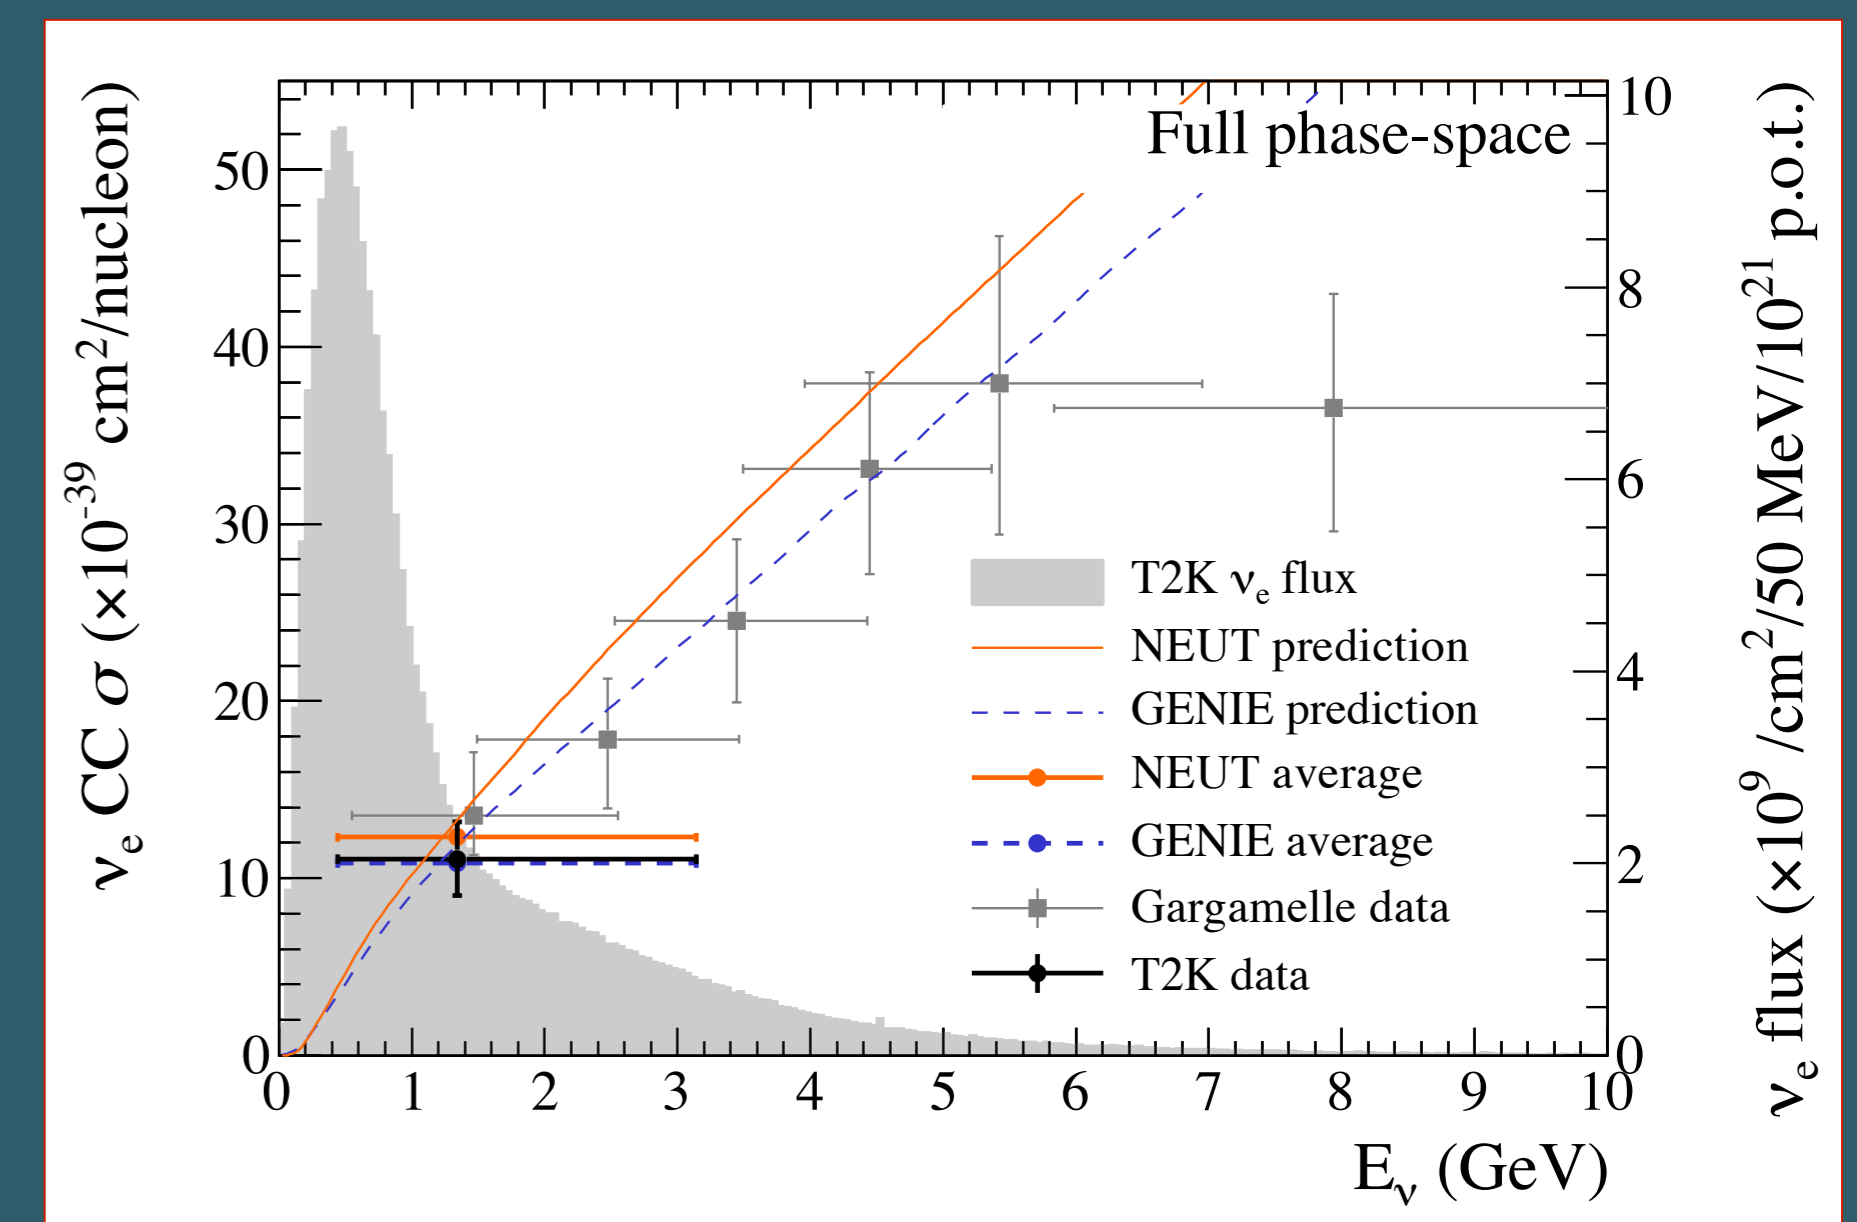 Full phase-space
ν_e CC σ (×10^-39 cm^2/nucleon)
50
40
30
20
10
0
10
8
6
4
2
0
ν_e flux (×10^9 /cm^2/50 MeV/10^21 p.o.t.)
T2K ν_e flux
NEUT prediction
GENIE prediction
NEUT average
GENIE average
Gargamelle data
T2K data
0 1 2 3 4 5 6 7 8 9 10
E_ν (GeV)